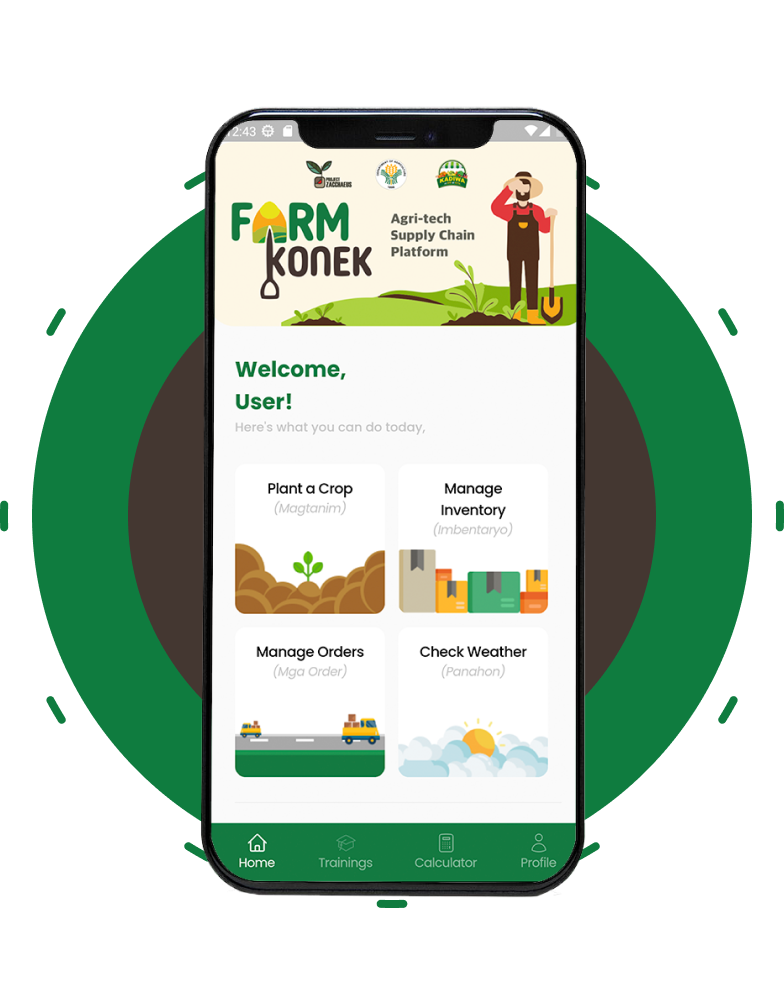 12:43
PROJECT
ZACCHAEUS
KADIWA
FARM
KONEK
Agri-tech
Supply Chain
Platform
Welcome,
User!
Here's what you can do today,
Plant a Crop
(Magtanim)
Manage
Inventory
(Imbentaryo)
Manage Orders
(Mga Order)
Check Weather
(Panahon)
Home
Trainings
Calculator
Profile